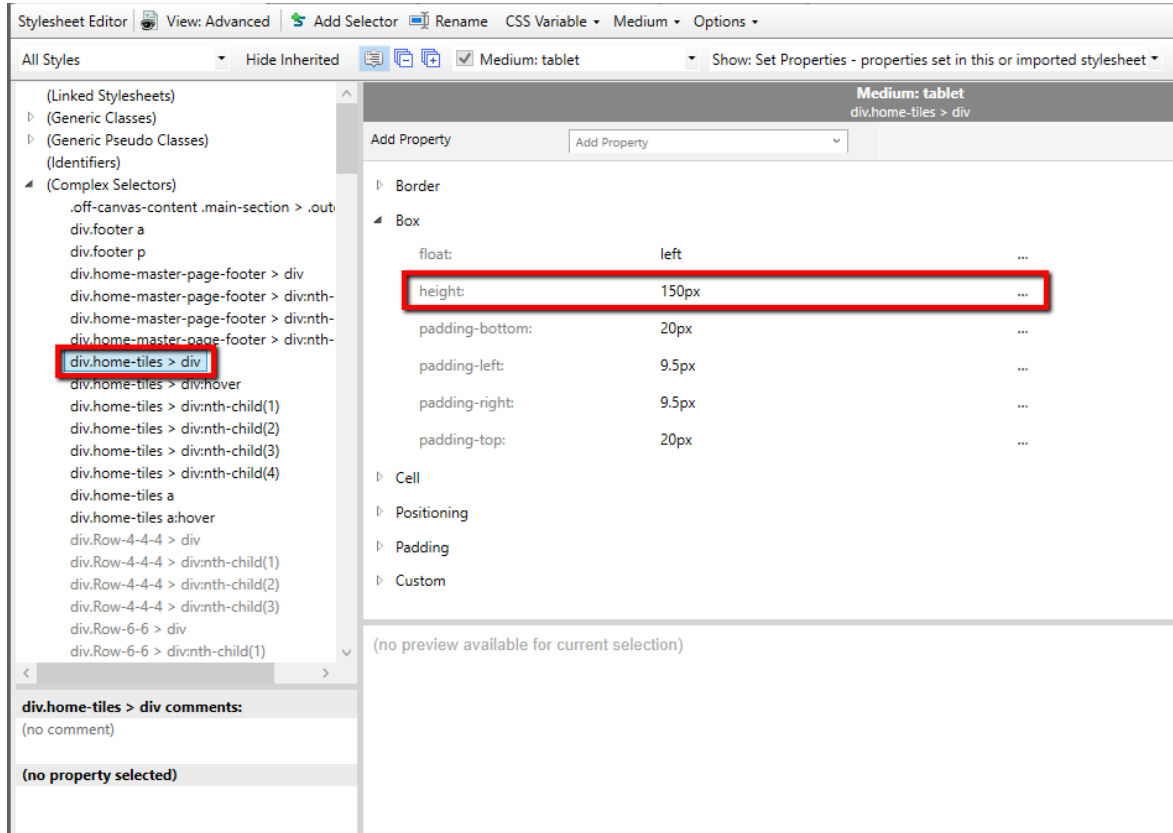 Stylesheet Editor View: Advanced Add Selector Rename CSS Variable Medium Options
All Styles Hide Inherited Medium: tablet Show: Set Properties - properties set in this or imported stylesheet
(Linked Stylesheets)
(Generic Classes)
(Generic Pseudo Classes)
(Identifiers)
(Complex Selectors)
.off-canvas-content .main-section > .out
div.footer a
div.footer p
div.home-master-page-footer > div
div.home-master-page-footer > div:nth-
div.home-master-page-footer > div:nth-
div.home-master-page-footer > div:nth-
div.home-tiles > div
div.home-tiles > div:hover
div.home-tiles > div:nth-child(1)
div.home-tiles > div:nth-child(2)
div.home-tiles > div:nth-child(3)
div.home-tiles > div:nth-child(4)
div.home-tiles a
div.home-tiles a:hover
div.Row-4-4-4 > div
div.Row-4-4-4 > div:nth-child(1)
div.Row-4-4-4 > div:nth-child(2)
div.Row-4-4-4 > div:nth-child(3)
div.Row-6-6 > div
div.Row-6-6 > div:nth-child(1)
div.home-tiles > div comments:
(no comment)
(no property selected)
Medium: tablet
div.home-tiles > div
Add Property Add Property
Border
Box
float: left ...
height: 150px ...
padding-bottom: 20px ...
padding-left: 9.5px ...
padding-right: 9.5px ...
padding-top: 20px ...
Cell
Positioning
Padding
Custom
(no preview available for current selection)